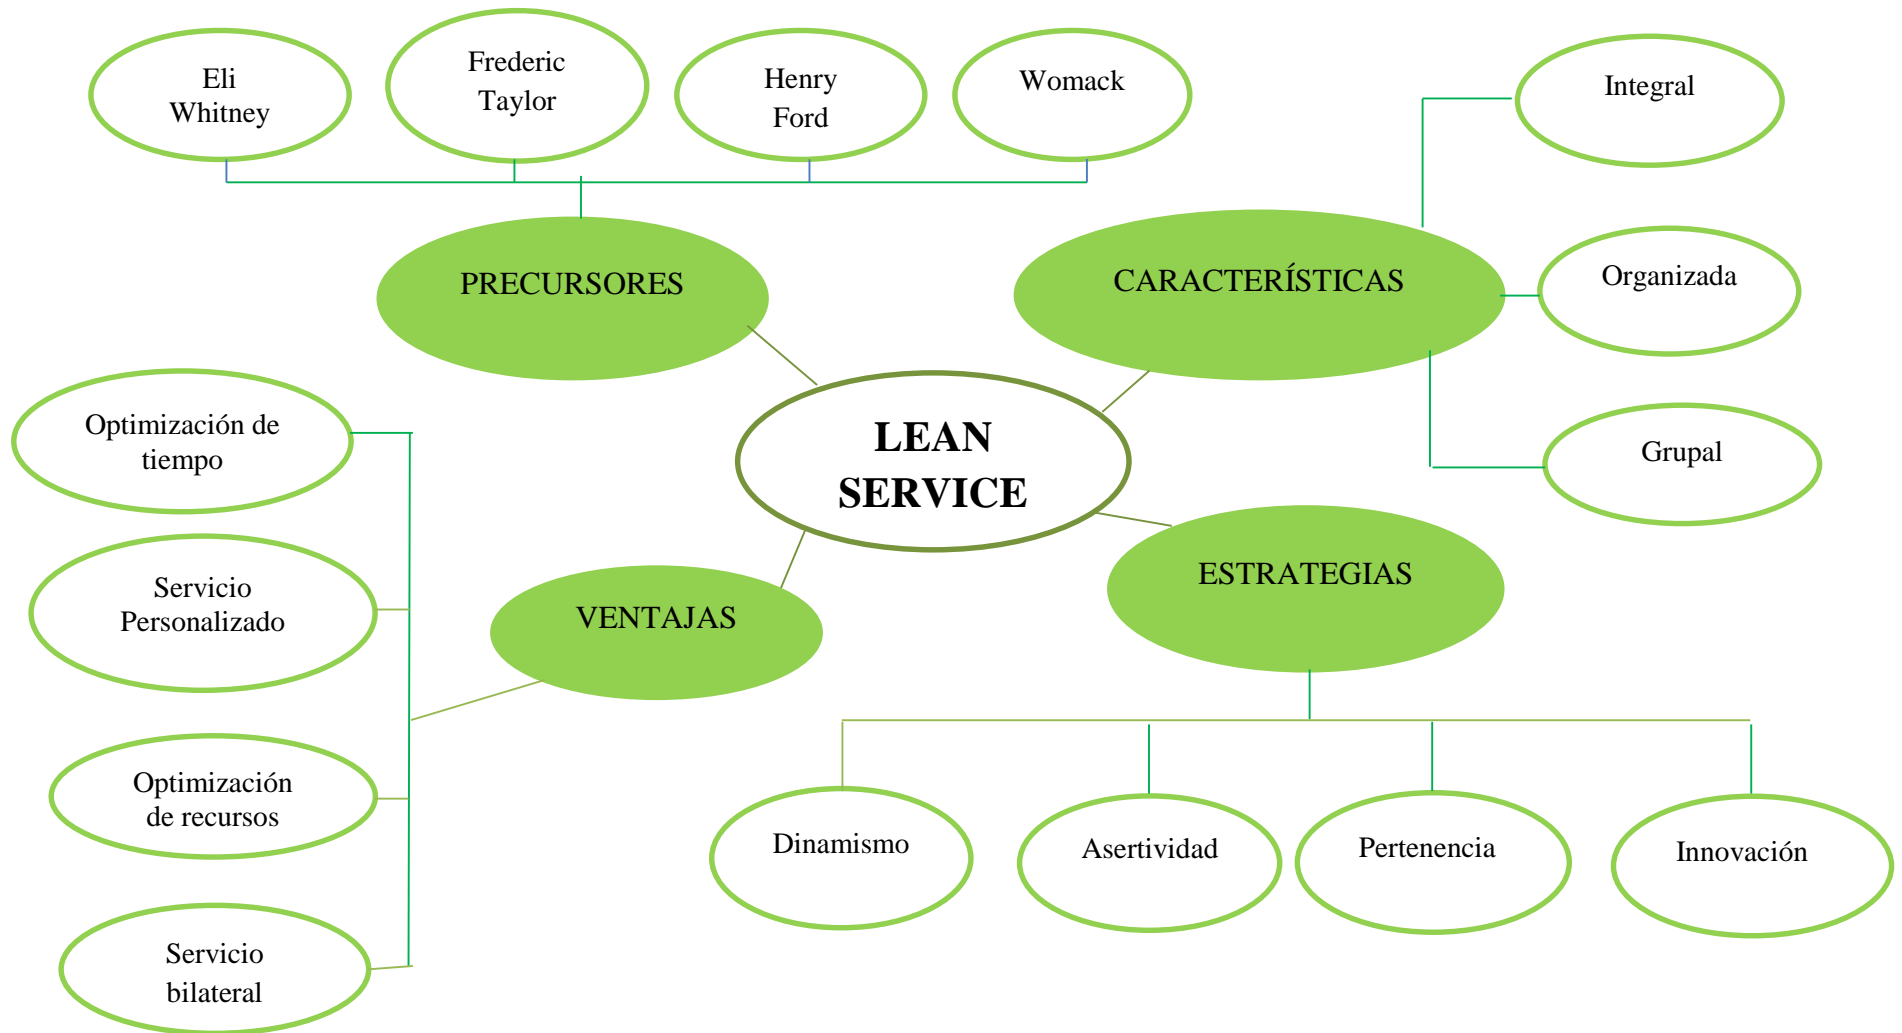 Eli
Whitney
Frederic
Taylor
Henry
Ford
Womack
Integral
Organizada
Grupal
PRECURSORES
CARACTERÍSTICAS
LEAN
SERVICE
Optimización de
tiempo
Servicio
Personalizado
Optimización
de recursos
Servicio
bilateral
VENTAJAS
ESTRATEGIAS
Dinamismo
Asertividad
Pertenencia
Innovación